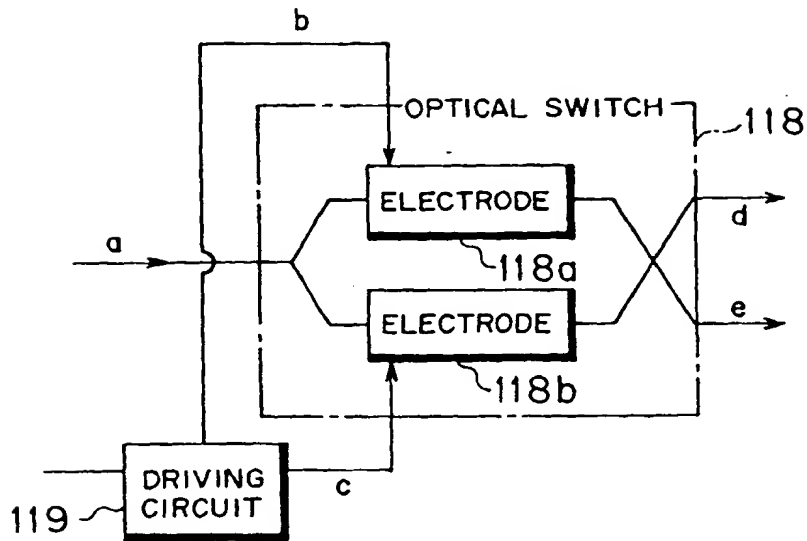 b
OPTICAL SWITCH
118
ELECTRODE
a
d
118a
ELECTRODE
e
118b
DRIVING
CIRCUIT
c
119